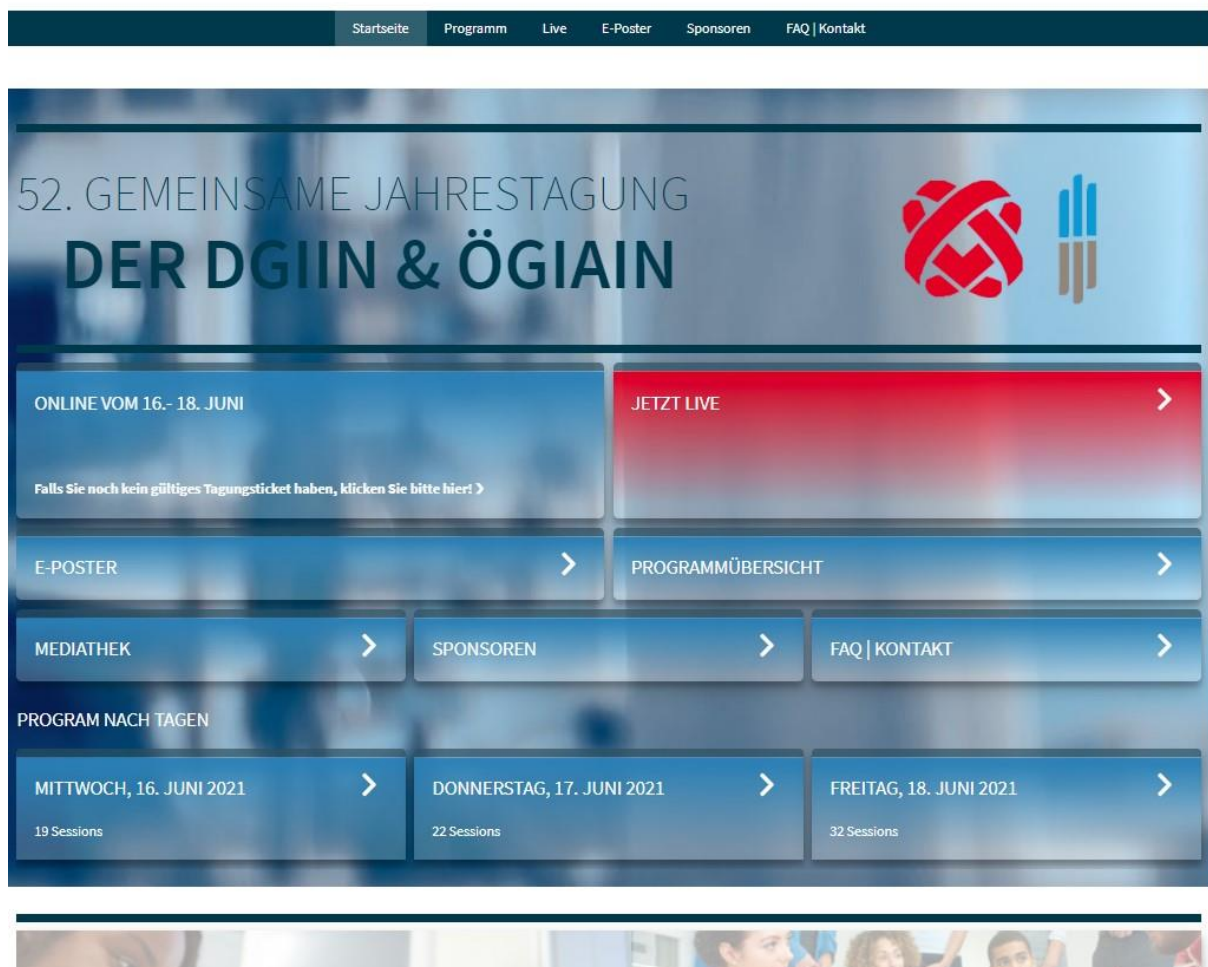 Startseite Programm Live E-Poster Sponsoren FAQ | Kontakt
52. GEMEINSAME JAHRESTAGUNG
DER DGIIN & ÖGIAIN
ONLINE VOM 16.- 18. JUNI
JETZT LIVE
Falls Sie noch kein gültiges Tagungsticket haben, klicken Sie bitte hier!
E-POSTER
PROGRAMMÜBERSICHT
MEDIATHEK
SPONSOREN
FAQ | KONTAKT
PROGRAM NACH TAGEN
MITTWOCH, 16. JUNI 2021
19 Sessions
DONNERSTAG, 17. JUNI 2021
22 Sessions
FREITAG, 18. JUNI 2021
32 Sessions